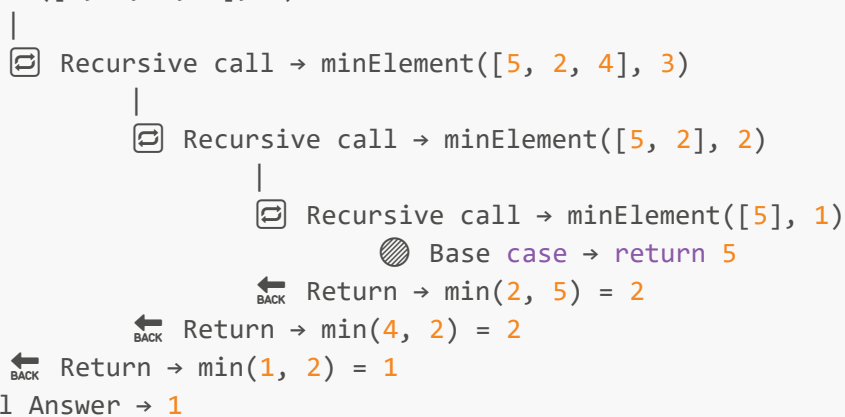 Recursive call → minElement([5, 2, 4], 3)
Recursive call → minElement([5, 2], 2)
Recursive call → minElement([5], 1)
Base case → return 5
BACK Return → min(2, 5) = 2
BACK Return → min(4, 2) = 2
BACK Return → min(1, 2) = 1
l Answer → 1